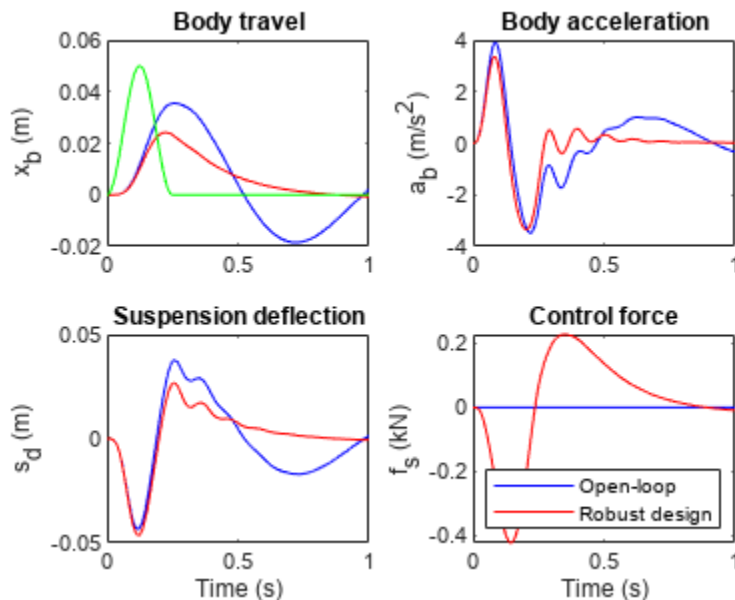 Body travel
x_b (m)
0.06
0.04
0.02
0
-0.02
0
0.5
1
Body acceleration
a_b (m/s^2)
4
2
0
-2
-4
0
0.5
1
Suspension deflection
s_d (m)
0.05
0
-0.05
0
0.5
1
Time (s)
Control force
f_s (kN)
0.2
0
-0.2
-0.4
0
0.5
1
Time (s)
Open-loop
Robust design